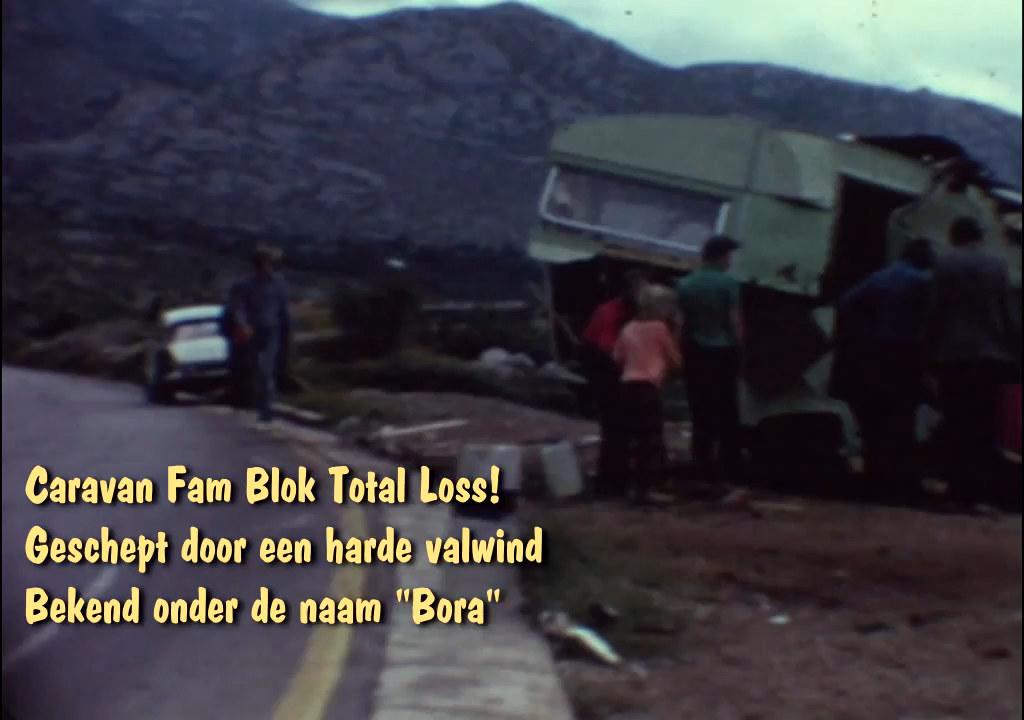 Caravan Fam Blok Total Loss!
Geschept door een harde valwind
Bekend onder de naam "Bora"